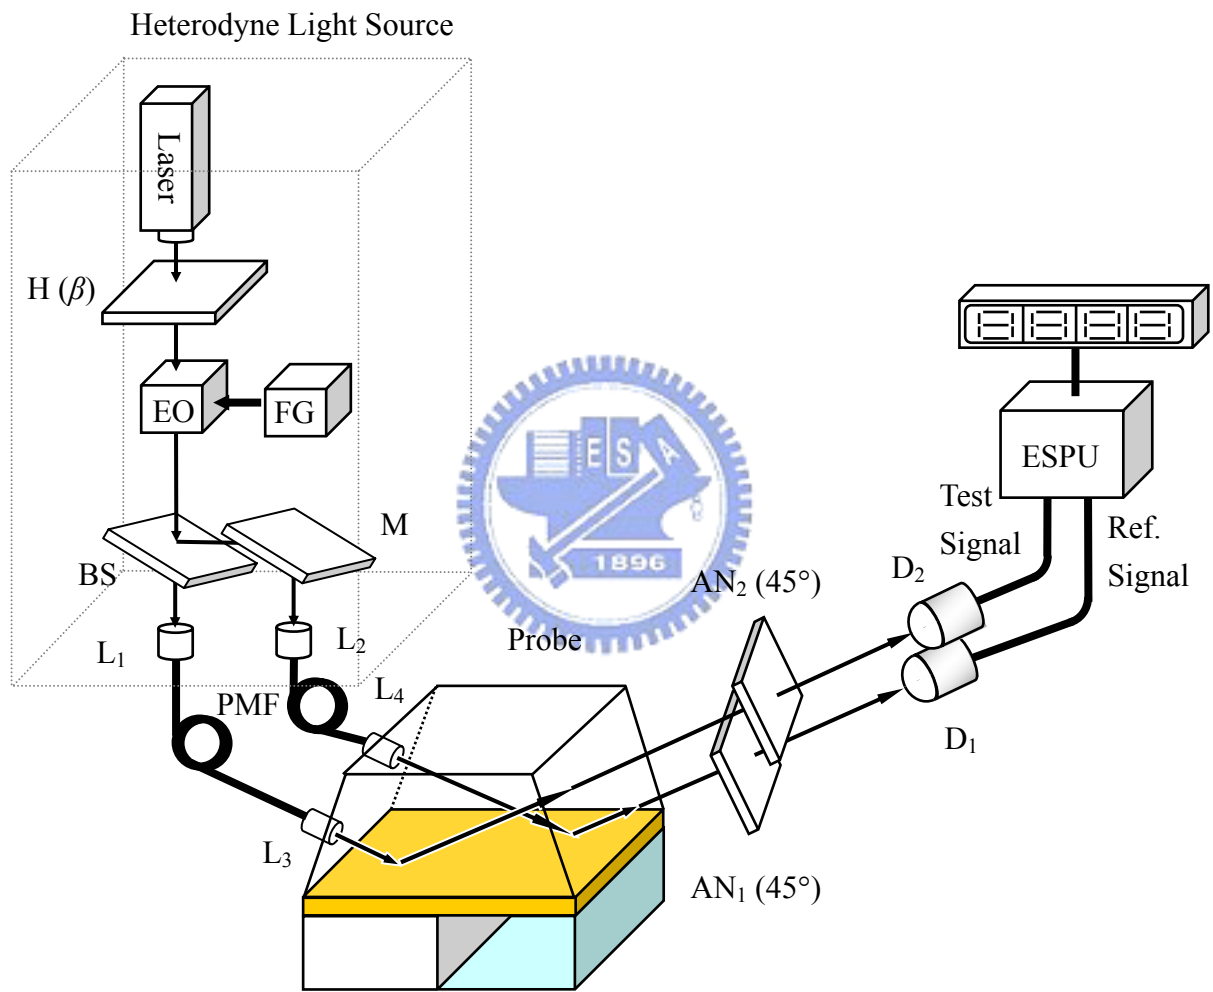 Heterodyne Light Source
Laser
H (β)
EO
FG
BS
M
L₁
L₂
PMF
L₄
L₃
Probe
E S A
1896
AN₂ (45°)
AN₁ (45°)
D₂
D₁
Test
Signal
Ref.
Signal
ESPU
8888